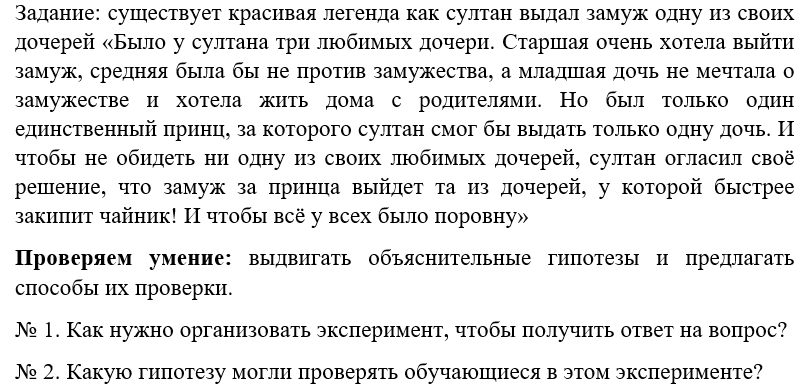 Задание: существует красивая легенда как султан выдал замуж одну из своих
дочерей «Было у султана три любимых дочери. Старшая очень хотела выйти
замуж, средняя была бы не против замужества, а младшая дочь не мечтала о
замужестве и хотела жить дома с родителями. Но был только один
единственный принц, за которого султан смог бы выдать только одну дочь. И
чтобы не обидеть ни одну из своих любимых дочерей, султан огласил своё
решение, что замуж за принца выйдет та из дочерей, у которой быстрее
закипит чайник! И чтобы всё у всех было поровну»
Проверяем умение: выдвигать объяснительные гипотезы и предлагать
способы их проверки.
№ 1. Как нужно организовать эксперимент, чтобы получить ответ на вопрос?
№ 2. Какую гипотезу могли проверять обучающиеся в этом эксперименте?